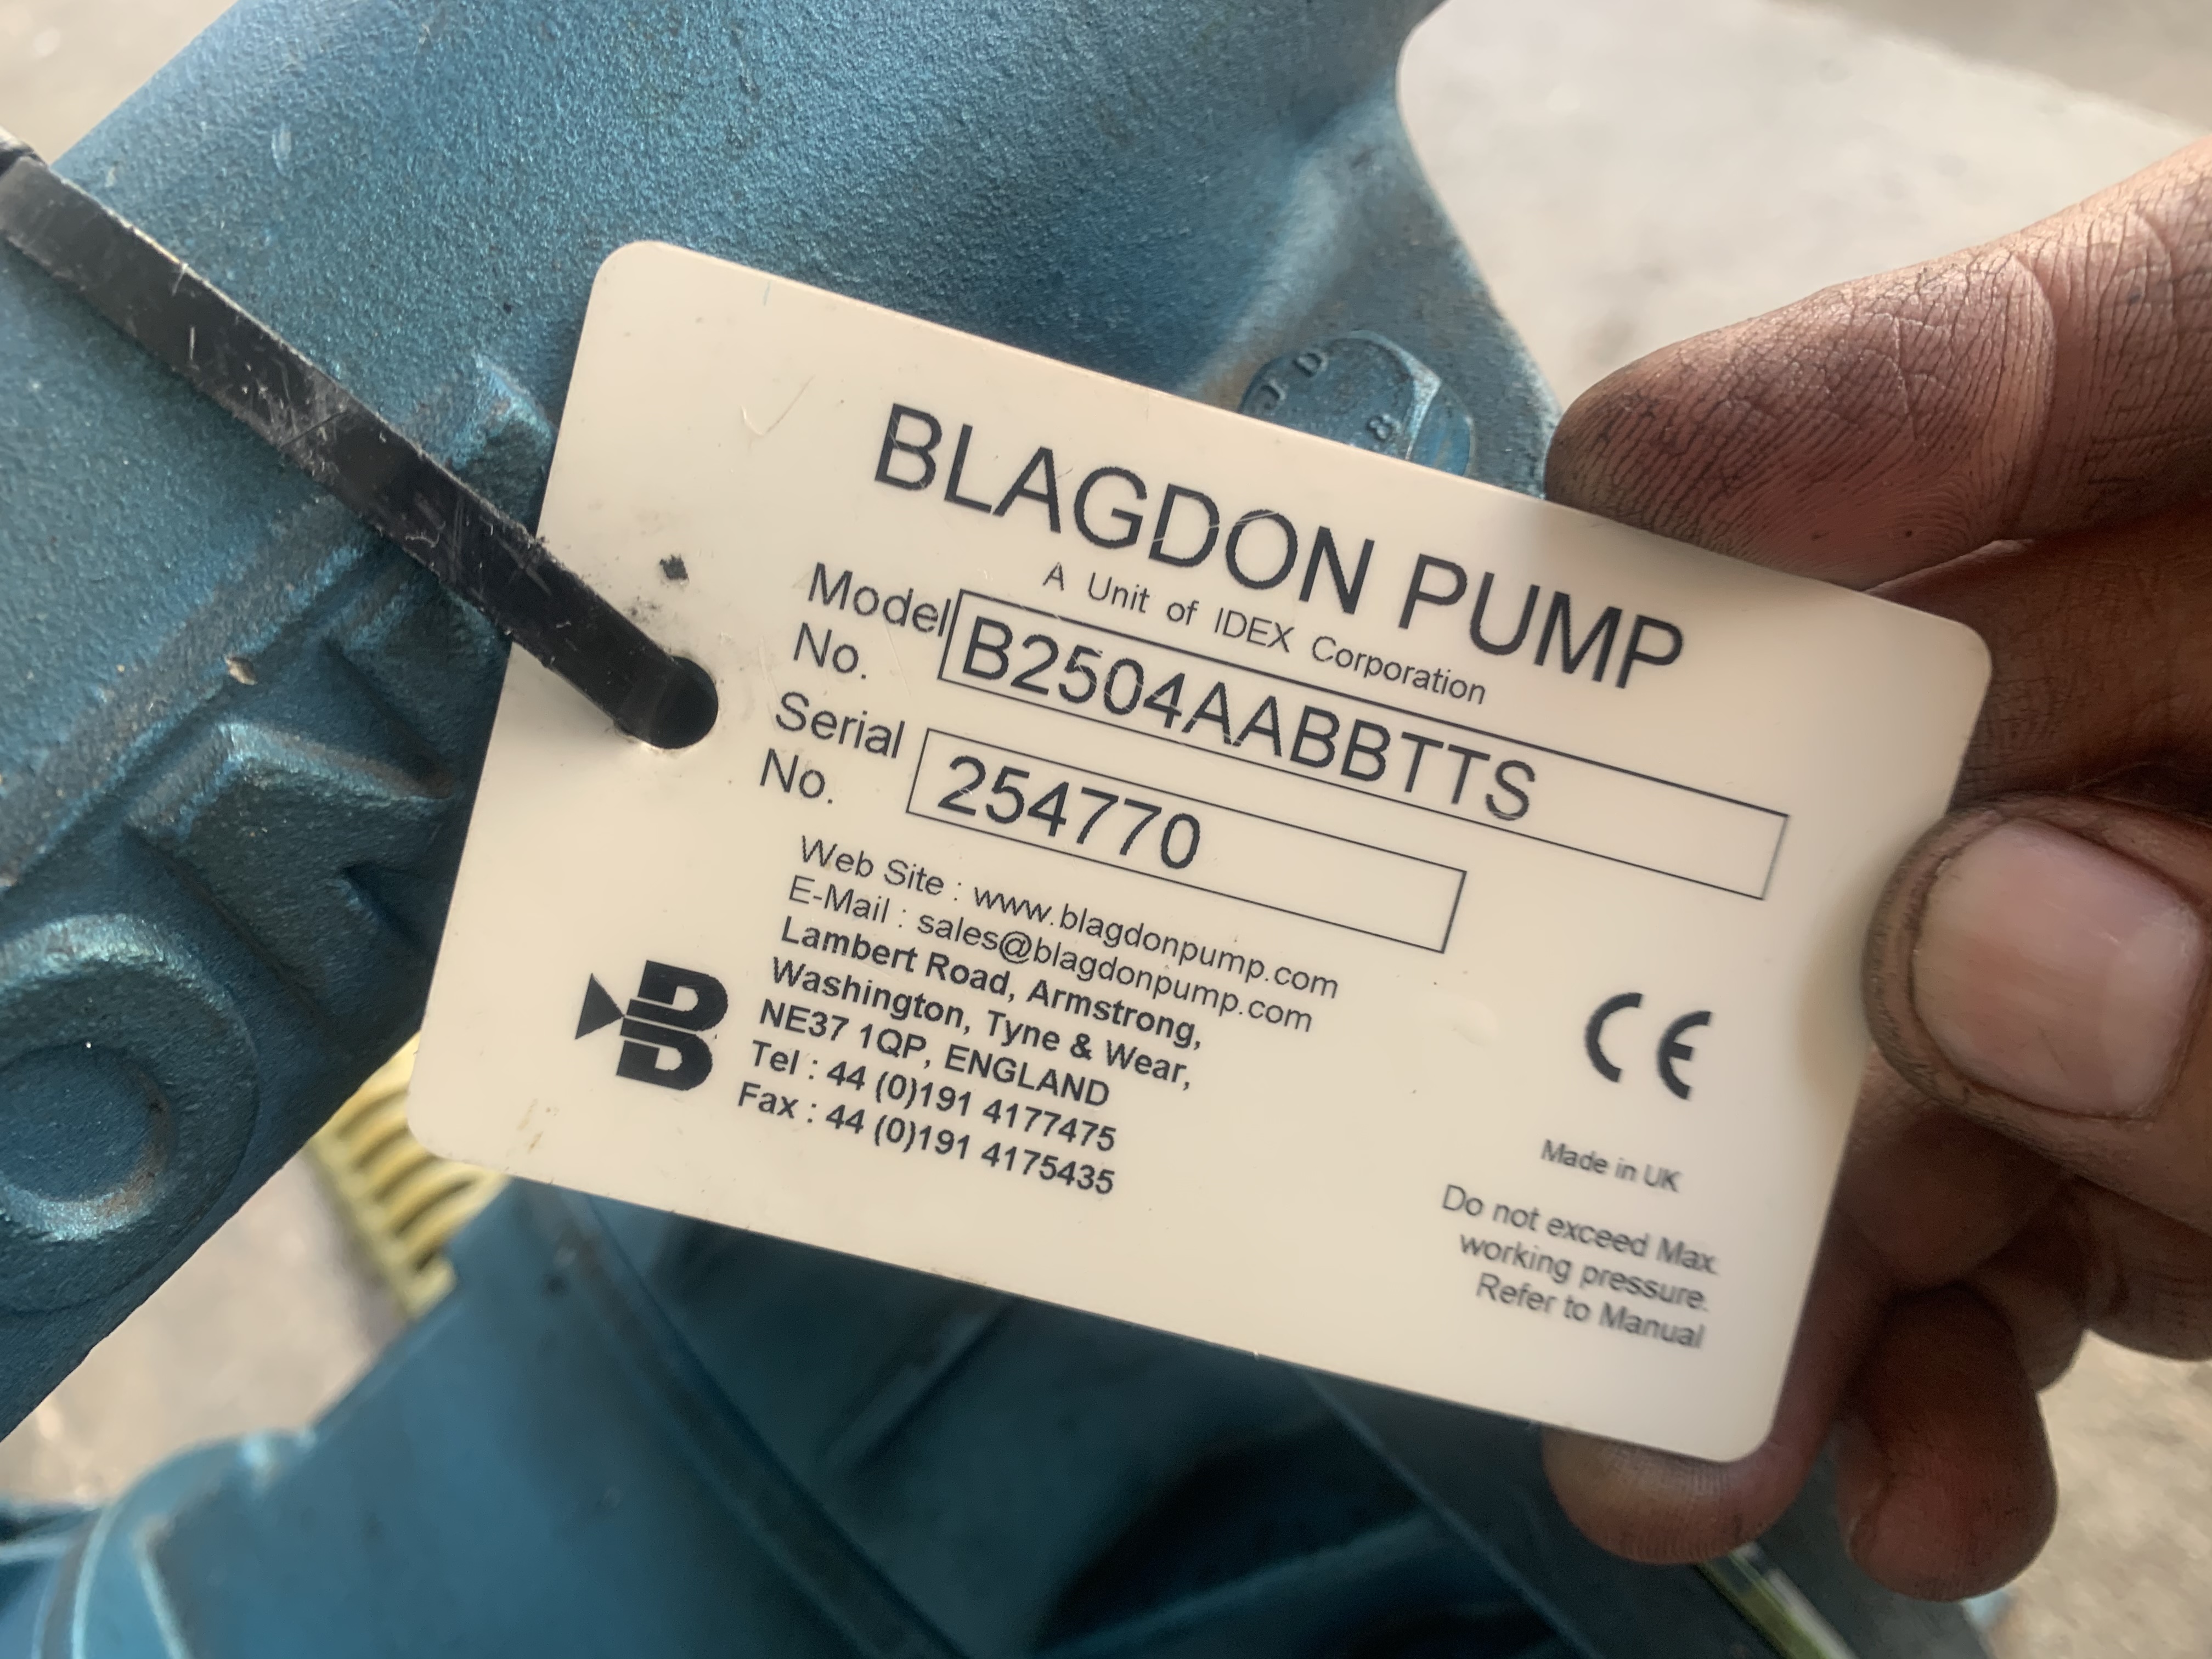 BLAGDON PUMP
A Unit of IDEX Corporation
Model No. B2504AABBTTS
Serial No. 254770
Web Site : www.blagdonpump.com
E-Mail : sales@blagdonpump.com
Lambert Road, Armstrong,
Washington, Tyne & Wear,
NE37 1QP, ENGLAND
Tel : 44 (0)191 4177475
Fax : 44 (0)191 4175435
B
CE
Made in UK
Do not exceed Max.
working pressure.
Refer to Manual